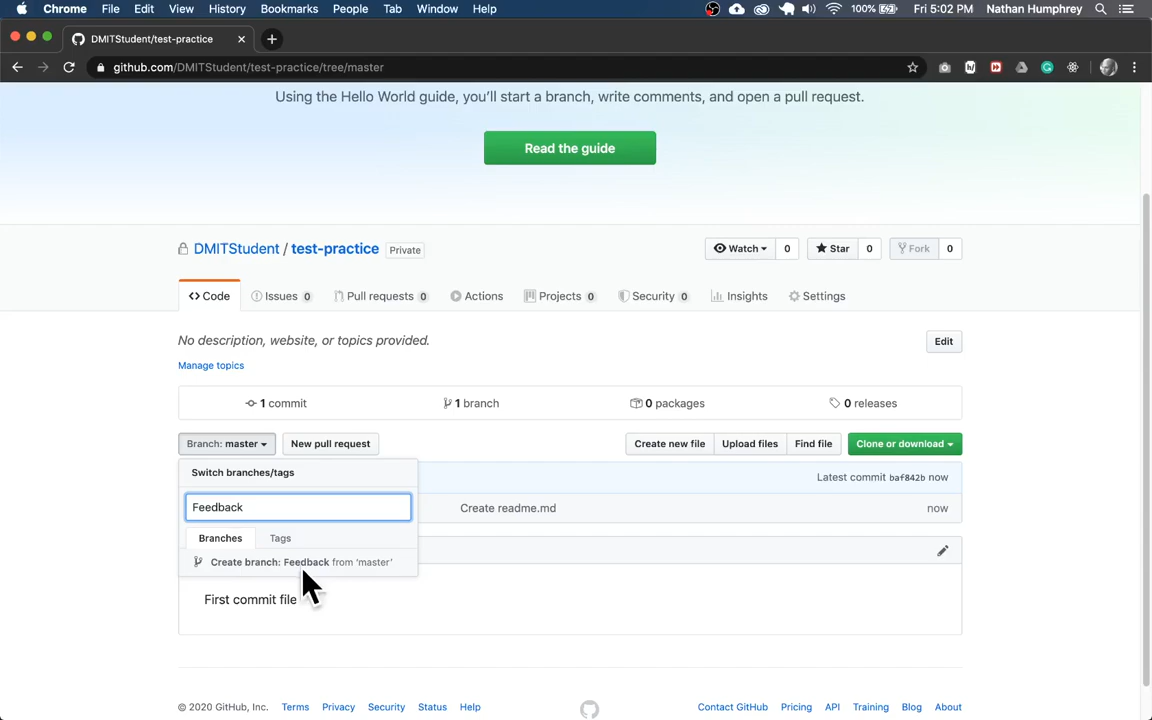 Chrome File Edit View History Bookmarks People Tab Window Help 100% Fri 5:02 PM Nathan Humphrey
DMITStudent/test-practice
github.com/DMITStudent/test-practice/tree/master
Using the Hello World guide, you'll start a branch, write comments, and open a pull request.
Read the guide
DMITStudent / test-practice Private Watch 0 Star 0 Fork 0
Code Issues 0 Pull requests 0 Actions Projects 0 Security 0 Insights Settings
No description, website, or topics provided. Edit
Manage topics
1 commit 1 branch 0 packages 0 releases
Branch: master New pull request Create new file Upload files Find file Clone or download
Switch branches/tags Latest commit baf842b now
Feedback Create readme.md now
Branches Tags
Create branch: Feedback from 'master'
First commit file
© 2020 GitHub, Inc. Terms Privacy Security Status Help Contact GitHub Pricing API Training Blog About